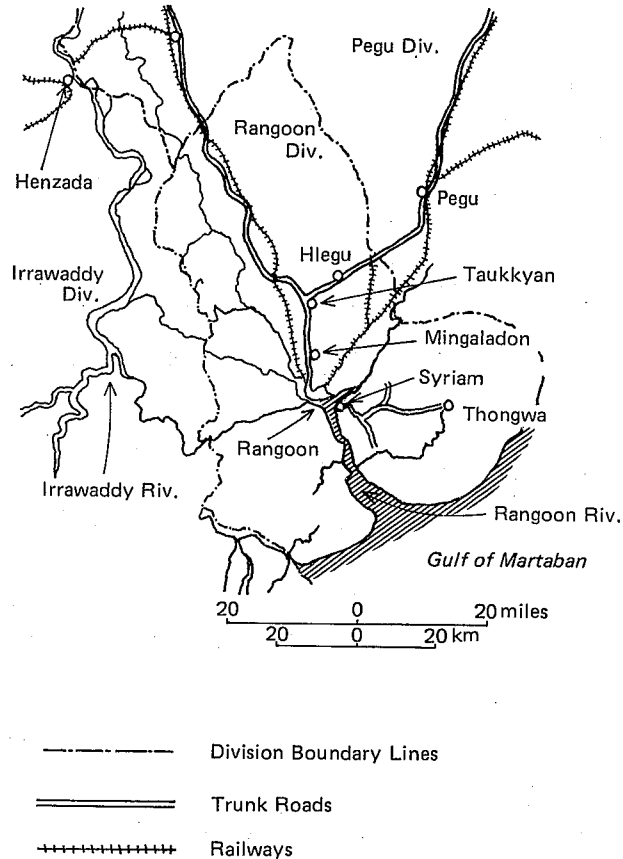 Pegu Div.
Rangoon
Div.
Henzada
Pegu
Hlegu
Irrawaddy
Div.
Taukkyan
Mingaladon
Syriam
Thongwa
Rangoon
Irrawaddy Riv.
Rangoon Riv.
Gulf of Martaban
20 0 20 miles
20 0 20 km
Division Boundary Lines
Trunk Roads
Railways